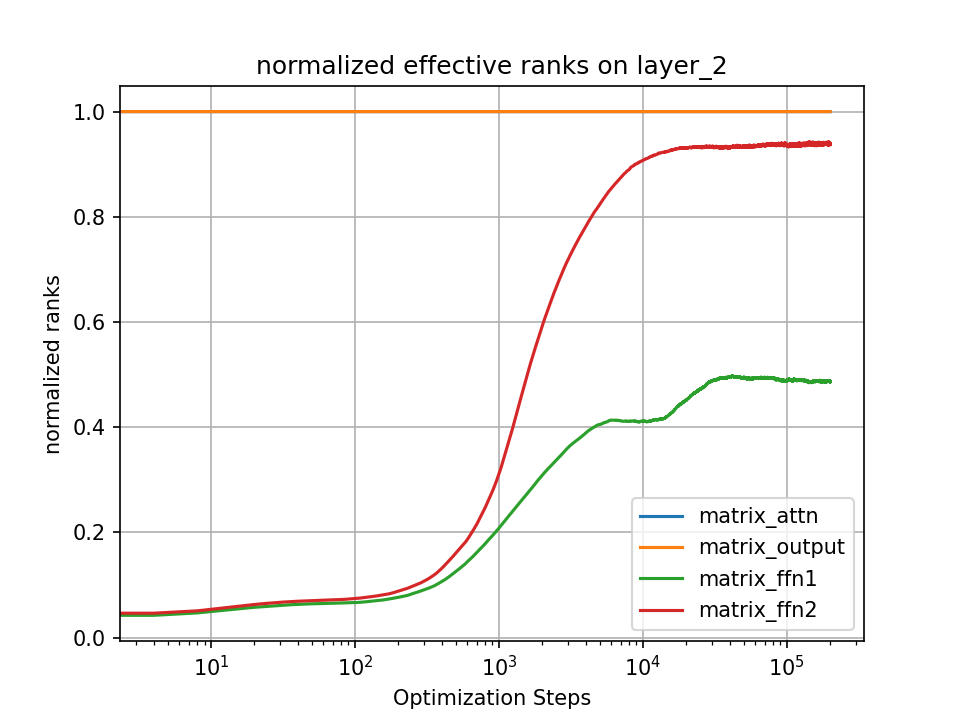 normalized effective ranks on layer_2
normalized ranks
1.0
0.8
0.6
0.4
0.2
0.0
10¹ 10² 10³ 10⁴ 10⁵
Optimization Steps
matrix_attn
matrix_output
matrix_ffn1
matrix_ffn2